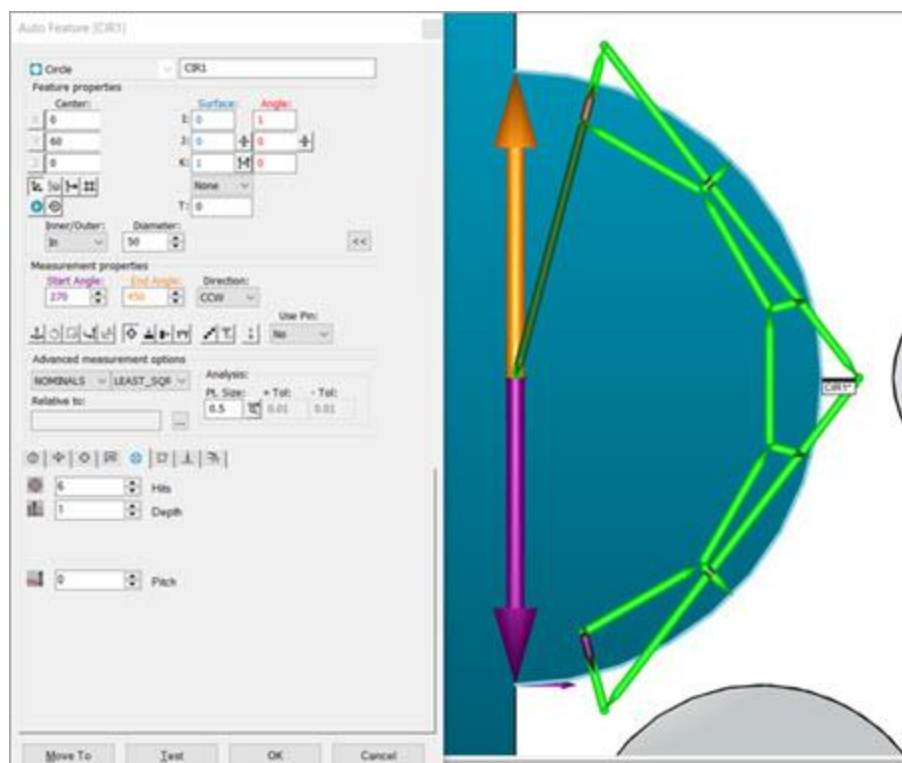 Auto Feature [CIR1]
Circle CIR1
Feature properties
Center: Surface: Angle:
X 0 I: 0 1
Y 60 J: 0 0
Z 0 K: 1 0
None
T: 0
Inner/Outer: Diameter:
In 50 <<
Measurement properties
Start Angle: End Angle: Direction:
270 450 CCW
Use Pin:
No
Advanced measurement options
NOMINALS LEAST_SQR Analysis:
Relative to: Pt. Size: + Tol: - Tol:
0.5 0.01 0.01
...
6 Hits
1 Depth
0 Pitch
Move To Test OK Cancel
CIR1*